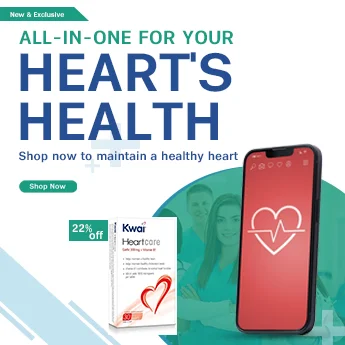 New & Exclusive
ALL-IN-ONE FOR YOUR
HEART'S
HEALTH
Shop now to maintain a healthy heart
Shop Now
22%
off
Kwai
Heartcare
30